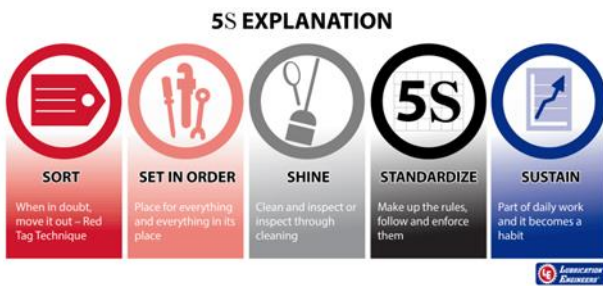 5S EXPLANATION
5S
SORT
When in doubt,
move it out – Red
Tag Technique
SET IN ORDER
Place for everything
and everything in its
place
SHINE
Clean and inspect or
inspect through
cleaning
STANDARDIZE
Make up the rules,
follow and enforce
them
SUSTAIN
Part of daily work
and it becomes a
habit
LE
LUBRICATION
ENGINEERS